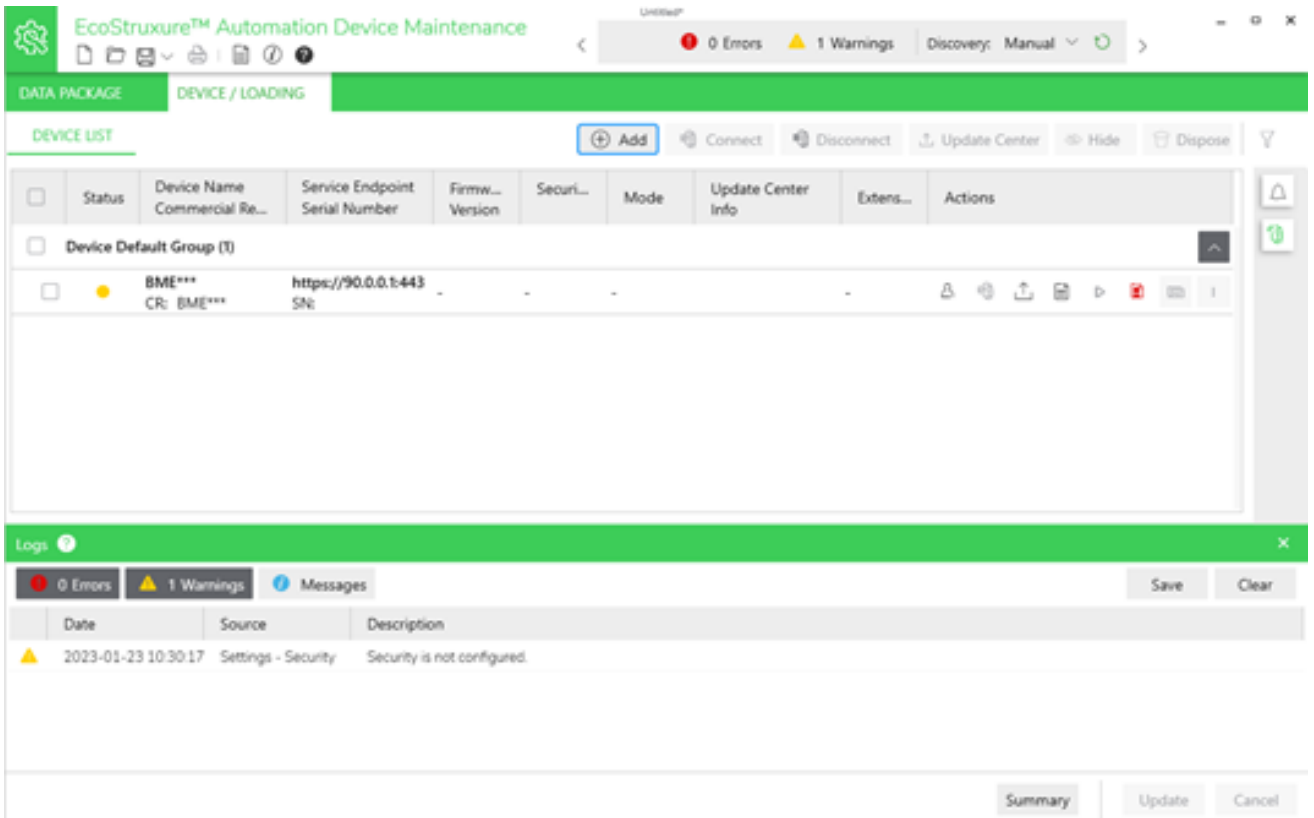 Untitled*
EcoStruxure™ Automation Device Maintenance
0 Errors 1 Warnings Discovery: Manual
DATA PACKAGE DEVICE / LOADING
DEVICE LIST Add Connect Disconnect Update Center Hide Dispose
Status Device Name Service Endpoint Firmw... Securi... Mode Update Center Extens... Actions
Commercial Re... Serial Number Version Info
Device Default Group (1)
BME*** https://90.0.0.1:443 - - - -
CR: BME*** SN:
Logs ?
0 Errors 1 Warnings Messages Save Clear
Date Source Description
2023-01-23 10:30:17 Settings - Security Security is not configured.
Summary Update Cancel